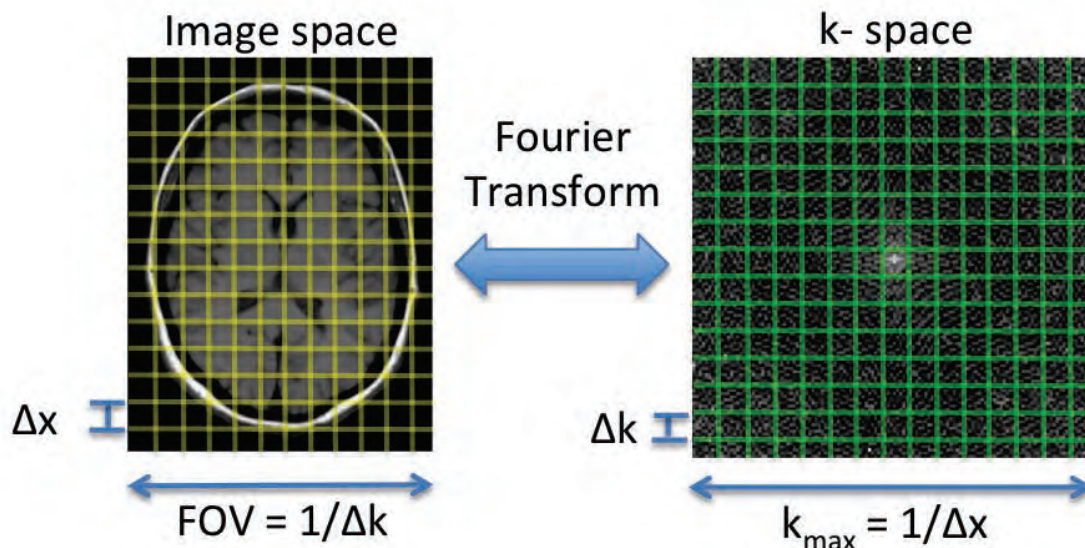 Image space
k- space
Fourier
Transform
Δx
Δk
FOV = 1/Δk
k_max = 1/Δx